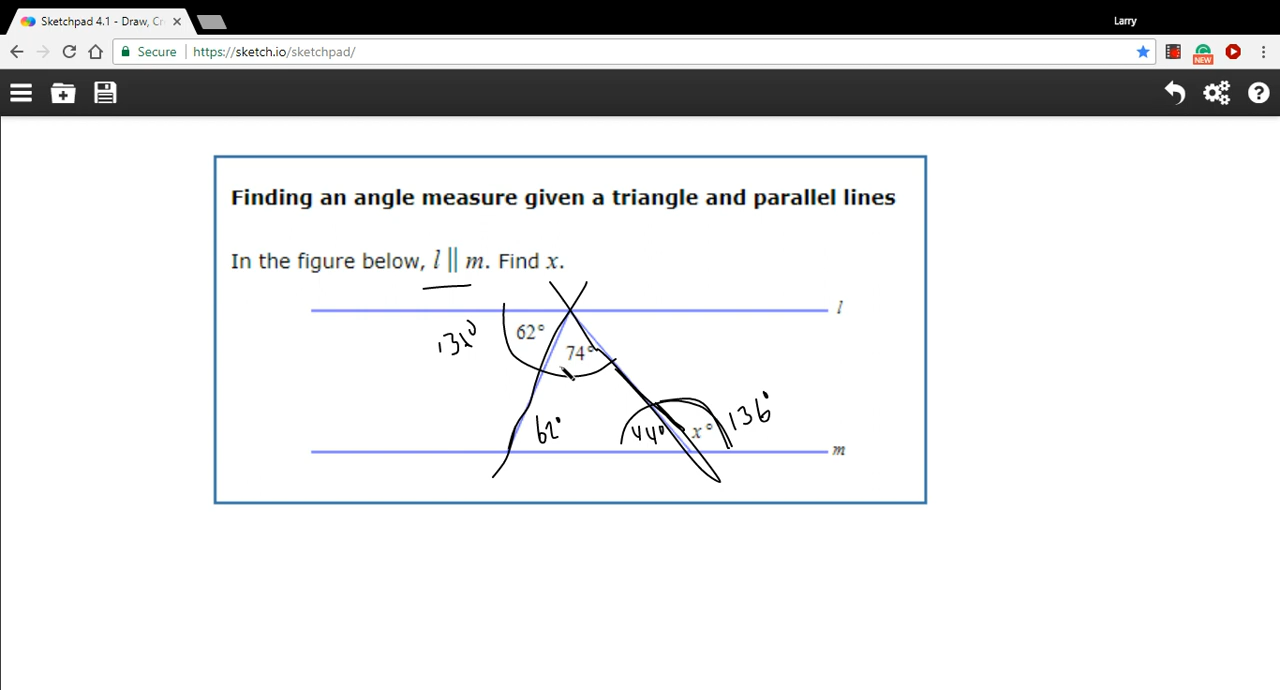 Sketchpad 4.1 - Draw, Cr
Larry
Secure
https://sketch.io/sketchpad/
NEW
Finding an angle measure given a triangle and parallel lines
In the figure below, l || m. Find x.
l
62°
74°
62°
44°
x°
136°
m